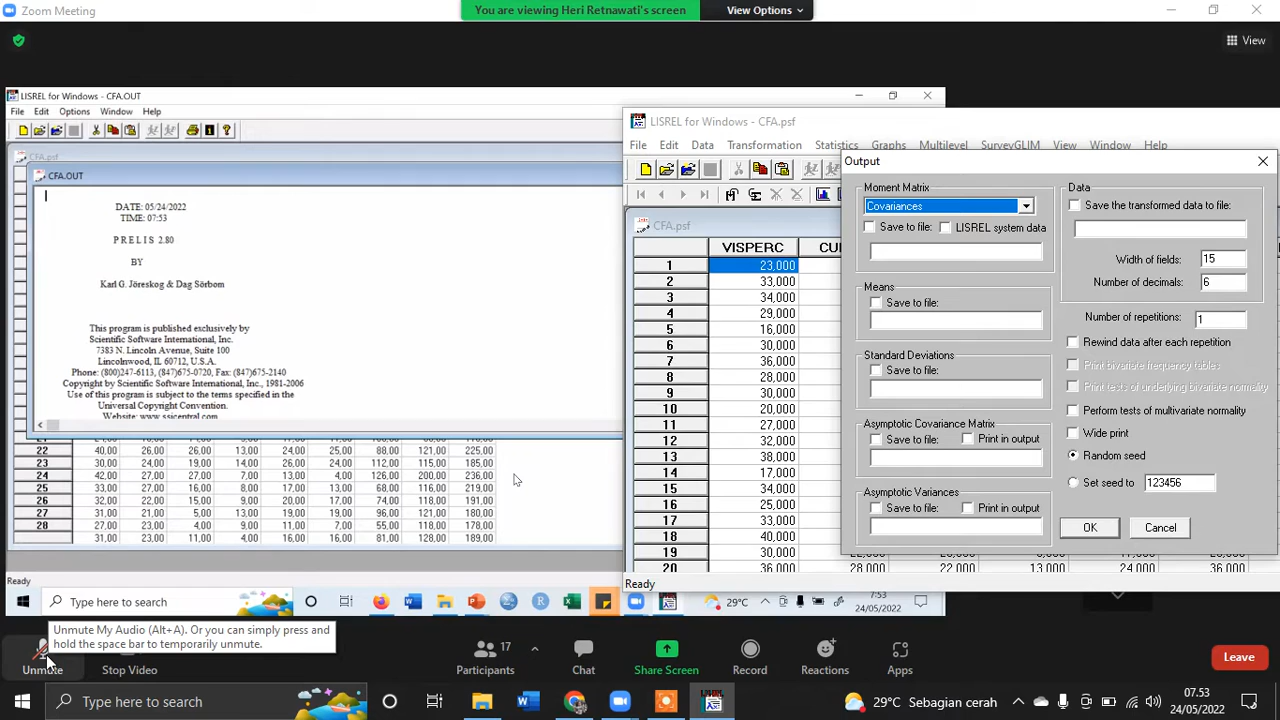 Zoom Meeting
You are viewing Heri Retnawati's screen
View Options
View
LISREL for Windows - CFA.OUT
File Edit Options Window Help
CFA.psf
CFA.OUT
DATE: 05/24/2022
TIME: 07:53
P R E L I S 2.80
BY
Karl G. Jöreskog & Dag Sörbom
This program is published exclusively by
Scientific Software International, Inc.
7383 N. Lincoln Avenue, Suite 100
Lincolnwood, IL 60712, U.S.A.
Phone: (800)247-6113, (847)675-0720, Fax: (847)675-2140
Copyright by Scientific Software International, Inc., 1981-2006
Use of this program is subject to the terms specified in the
Universal Copyright Convention.
Website: www.ssicentral.com
22 40,00 26,00 26,00 13,00 24,00 25,00 88,00 121,00 225,00
23 30,00 24,00 19,00 14,00 26,00 24,00 112,00 115,00 185,00
24 42,00 27,00 27,00 7,00 13,00 4,00 126,00 200,00 236,00
25 33,00 27,00 16,00 8,00 17,00 13,00 68,00 116,00 219,00
26 32,00 22,00 15,00 9,00 20,00 17,00 74,00 118,00 191,00
27 31,00 21,00 5,00 13,00 19,00 19,00 96,00 121,00 180,00
28 27,00 23,00 4,00 9,00 11,00 7,00 55,00 118,00 178,00
31,00 23,00 11,00 4,00 16,00 16,00 81,00 128,00 189,00
Ready
Type here to search
29°C
7:53
24/05/2022
LISREL for Windows - CFA.psf
File Edit Data Transformation Statistics Graphs Multilevel SurveyGLIM View Window Help
CFA.psf
VISPERC CU
1 23,000
2 33,000
3 34,000
4 29,000
5 16,000
6 30,000
7 36,000
8 28,000
9 30,000
10 20,000
11 27,000
12 32,000
13 38,000
14 17,000
15 34,000
16 25,000
17 33,000
18 40,000
19 30,000
20 36,000 28,000 13,000 24,000 36,000
Ready
Output
Moment Matrix
Covariances
Save to file: LISREL system data
Means
Save to file:
Standard Deviations
Save to file:
Asymptotic Covariance Matrix
Save to file: Print in output
Asymptotic Variances
Save to file: Print in output
Data
Save the transformed data to file:
Width of fields: 15
Number of decimals: 6
Number of repetitions: 1
Rewind data after each repetition
Print bivariate frequency tables
Print tests of underlying bivariate normality
Perform tests of multivariate normality
Wide print
Random seed
Set seed to 123456
OK Cancel
Unmute My Audio (Alt+A). Or you can simply press and
hold the space bar to temporarily unmute.
Unmute
Stop Video
17
Participants
Chat
Share Screen
Record
Reactions
Apps
Leave
Type here to search
29°C Sebagian cerah
07.53
24/05/2022